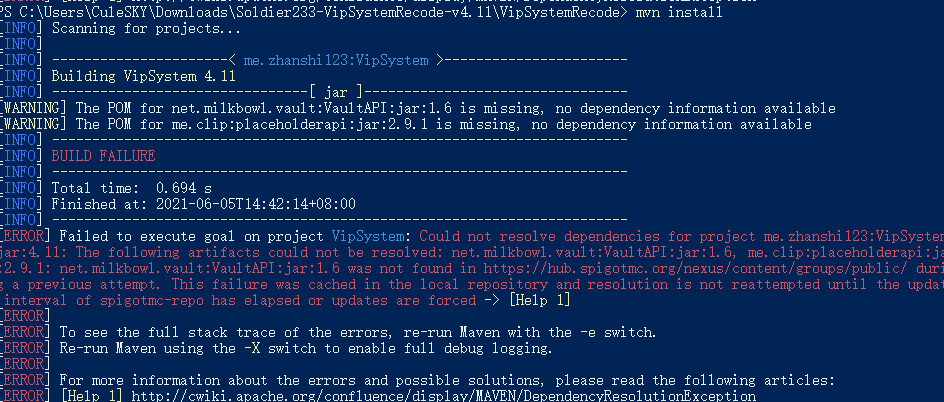 PS C:\Users\CuleSKY\Downloads\Soldier233-VipSystemRecode-v4.11\VipSystemRecode> mvn install
[INFO] Scanning for projects...
[INFO]
[INFO] ----------------------< me.zhanshi123:VipSystem >-----------------------
[INFO] Building VipSystem 4.11
[INFO] --------------------------------[ jar ]---------------------------------
[WARNING] The POM for net.milkbowl.vault:VaultAPI:jar:1.6 is missing, no dependency information available
[WARNING] The POM for me.clip:placeholderapi:jar:2.9.1 is missing, no dependency information available
[INFO] ------------------------------------------------------------------------
[INFO] BUILD FAILURE
[INFO] ------------------------------------------------------------------------
[INFO] Total time:  0.694 s
[INFO] Finished at: 2021-06-05T14:42:14+08:00
[INFO] ------------------------------------------------------------------------
[ERROR] Failed to execute goal on project VipSystem: Could not resolve dependencies for project me.zhanshi123:VipSystem
jar:4.11: The following artifacts could not be resolved: net.milkbowl.vault:VaultAPI:jar:1.6, me.clip:placeholderapi:ja
:2.9.1: net.milkbowl.vault:VaultAPI:jar:1.6 was not found in https://hub.spigotmc.org/nexus/content/groups/public/ duri
g a previous attempt. This failure was cached in the local repository and resolution is not reattempted until the updat
 interval of spigotmc-repo has elapsed or updates are forced -> [Help 1]
[ERROR]
[ERROR] To see the full stack trace of the errors, re-run Maven with the -e switch.
[ERROR] Re-run Maven using the -X switch to enable full debug logging.
[ERROR]
[ERROR] For more information about the errors and possible solutions, please read the following articles:
[ERROR] [Help 1] http://cwiki.apache.org/confluence/display/MAVEN/DependencyResolutionException